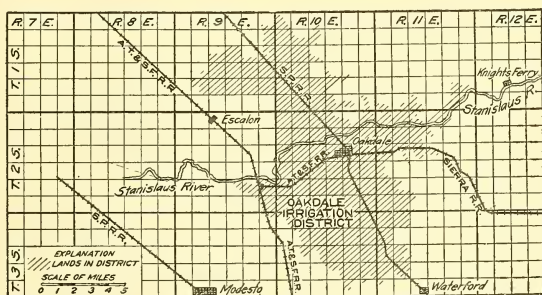 R. 7 E. R. 8 E. R. 9 E. R. 10 E. R. 11 E. R. 12 E.
T. 1 S.
A.T.&S.F.R.R.
S.P.R.R.
Knights Ferry
Stanislaus R.
Escalon
Oakdale
T. 2 S.
A.T.&S.F.R.R.
SIERRA R.R.
Stanislaus River
OAKDALE
IRRIGATION
DISTRICT
S.P.R.R.
A.T.&S.F.
T. 3 S.
EXPLANATION
LANDS IN DISTRICT
SCALE OF MILES
0 1 2 3 4 5
Modesto
Waterford